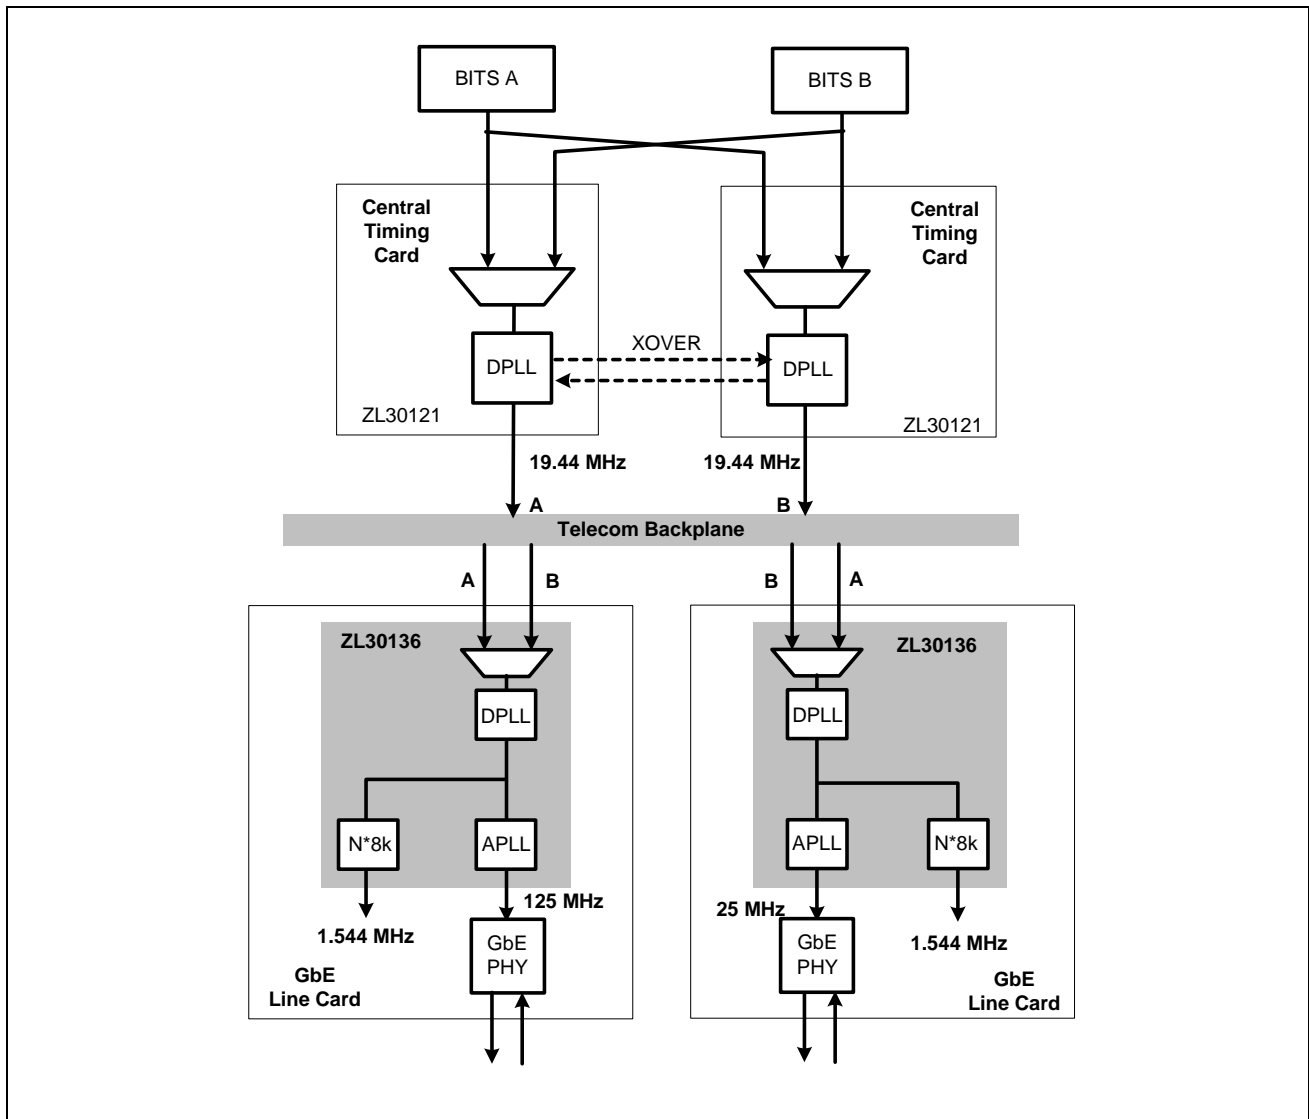 BITS A
BITS B
Central
Timing
Card
Central
Timing
Card
XOVER
DPLL
DPLL
ZL30121
ZL30121
19.44 MHz
19.44 MHz
A
B
Telecom Backplane
A
B
B
A
ZL30136
ZL30136
DPLL
DPLL
N*8k
APLL
APLL
N*8k
125 MHz
25 MHz
1.544 MHz
GbE
PHY
GbE
PHY
1.544 MHz
GbE
Line Card
GbE
Line Card